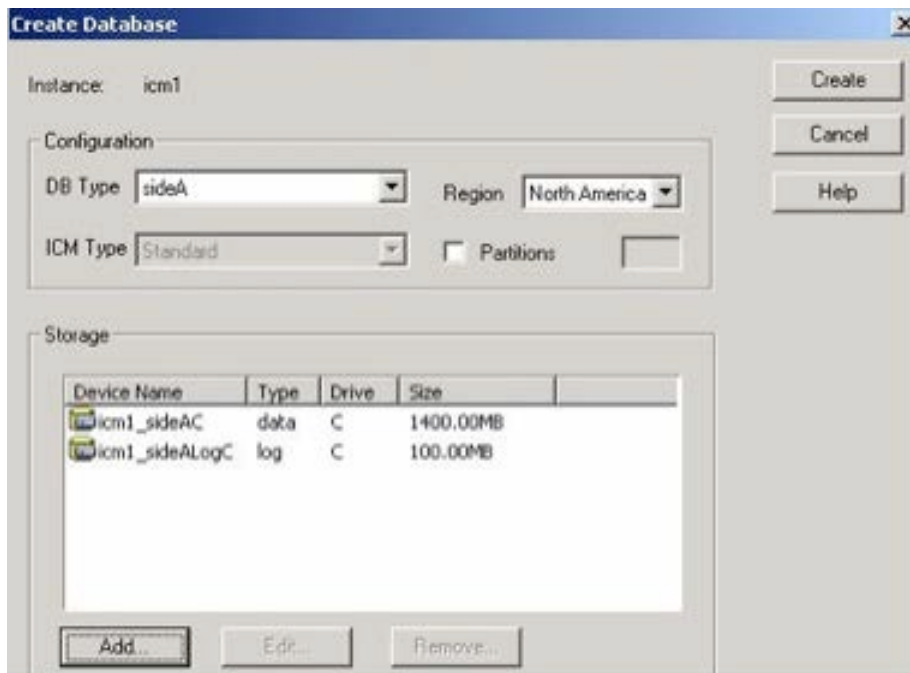 Create Database
Instance: icm1
Create
Configuration
Cancel
DB Type sideA Region North America
Help
ICM Type Standard Partitions
Storage
Device Name Type Drive Size
icm1_sideAC data C 1400.00MB
icm1_sideALogC log C 100.00MB
Add... Edit... Remove...